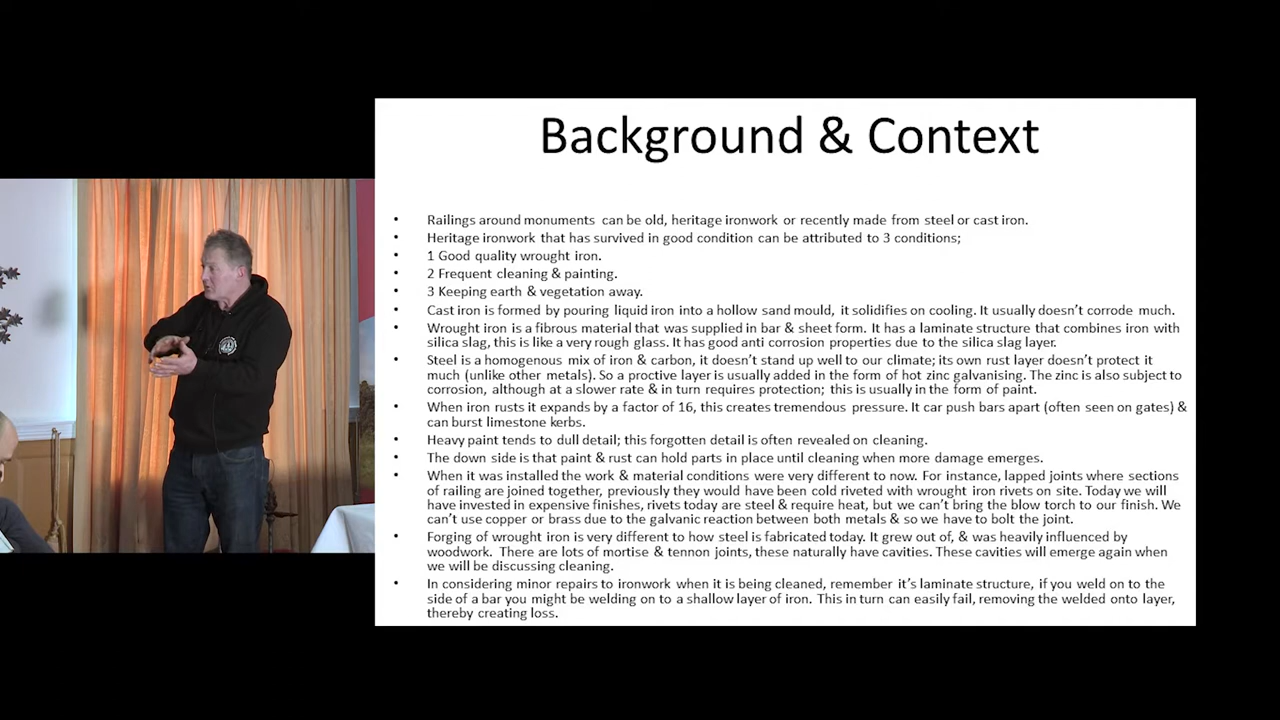 Background & Context
• Railings around monuments can be old, heritage ironwork or recently made from steel or cast iron.
• Heritage ironwork that has survived in good condition can be attributed to 3 conditions;
• 1 Good quality wrought iron.
• 2 Frequent cleaning & painting.
• 3 Keeping earth & vegetation away.
• Cast iron is formed by pouring liquid iron into a hollow sand mould, it solidifies on cooling. It usually doesn't corrode much.
• Wrought iron is a fibrous material that was supplied in bar & sheet form. It has a laminate structure that combines iron with
silica slag, this is like a very rough glass. It has good anti corrosion properties due to the silica slag layer.
• Steel is a homogenous mix of iron & carbon, it doesn't stand up well to our climate; its own rust layer doesn't protect it
much (unlike other metals). So a proctive layer is usually added in the form of hot zinc galvanising. The zinc is also subject to
corrosion, although at a slower rate & in turn requires protection; this is usually in the form of paint.
• When iron rusts it expands by a factor of 16, this creates tremendous pressure. It car push bars apart (often seen on gates) &
can burst limestone kerbs.
• Heavy paint tends to dull detail; this forgotten detail is often revealed on cleaning.
• The down side is that paint & rust can hold parts in place until cleaning when more damage emerges.
• When it was installed the work & material conditions were very different to now. For instance, lapped joints where sections
of railing are joined together, previously they would have been cold riveted with wrought iron rivets on site. Today we will
have invested in expensive finishes, rivets today are steel & require heat, but we can't bring the blow torch to our finish. We
can't use copper or brass due to the galvanic reaction between both metals & so we have to bolt the joint.
• Forging of wrought iron is very different to how steel is fabricated today. It grew out of, & was heavily influenced by
woodwork. There are lots of mortise & tennon joints, these naturally have cavities. These cavities will emerge again when
we will be discussing cleaning.
• In considering minor repairs to ironwork when it is being cleaned, remember it's laminate structure, if you weld on to the
side of a bar you might be welding on to a shallow layer of iron. This in turn can easily fail, removing the welded onto layer,
thereby creating loss.